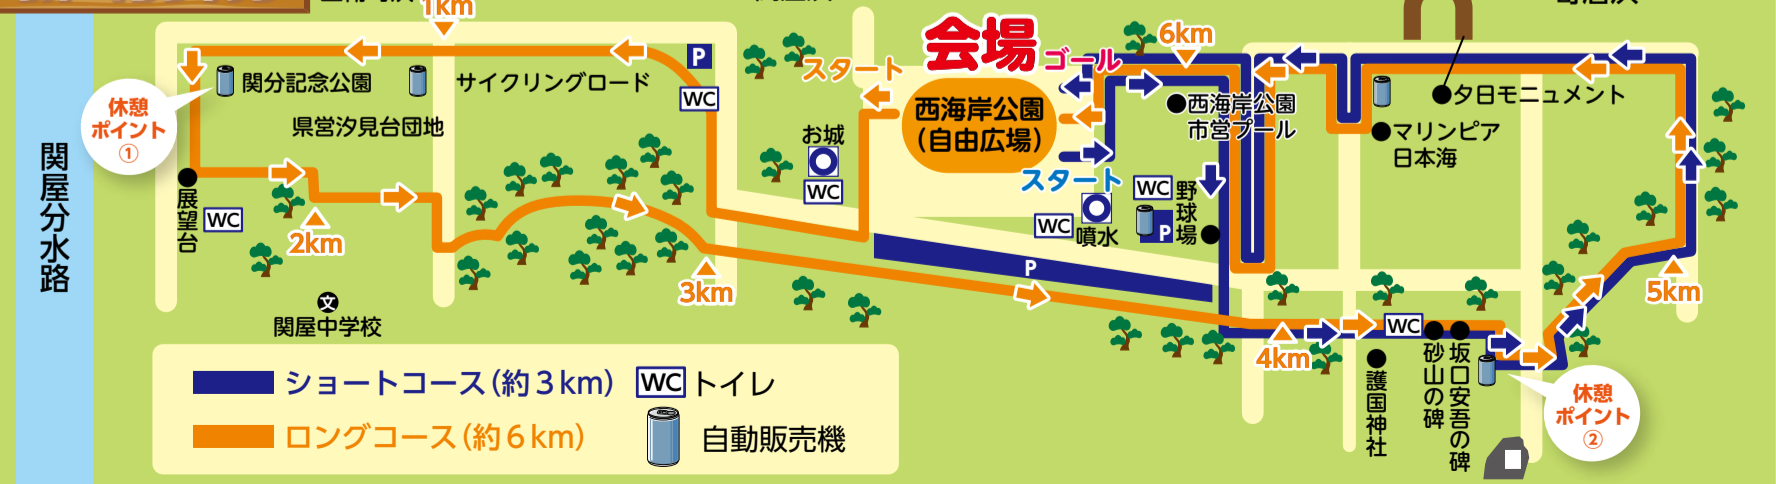 1km
会場
ゴール
6km
スタート
P
関分記念公園
サイクリングロード
WC
西海岸公園
(自由広場)
西海岸公園
市営プール
夕日モニュメント
休憩
ポイント
①
県営汐見台団地
お城
WC
マリンピア
日本海
関屋分水路
スタート
展望台
WC
WC
野球場
P
WC
噴水
2km
P
3km
5km
文
関屋中学校
4km
WC
護国神社
砂山の碑
坂口安吾の碑
休憩
ポイント
②
ショートコース(約3km)
WC
トイレ
ロングコース(約6km)
自動販売機